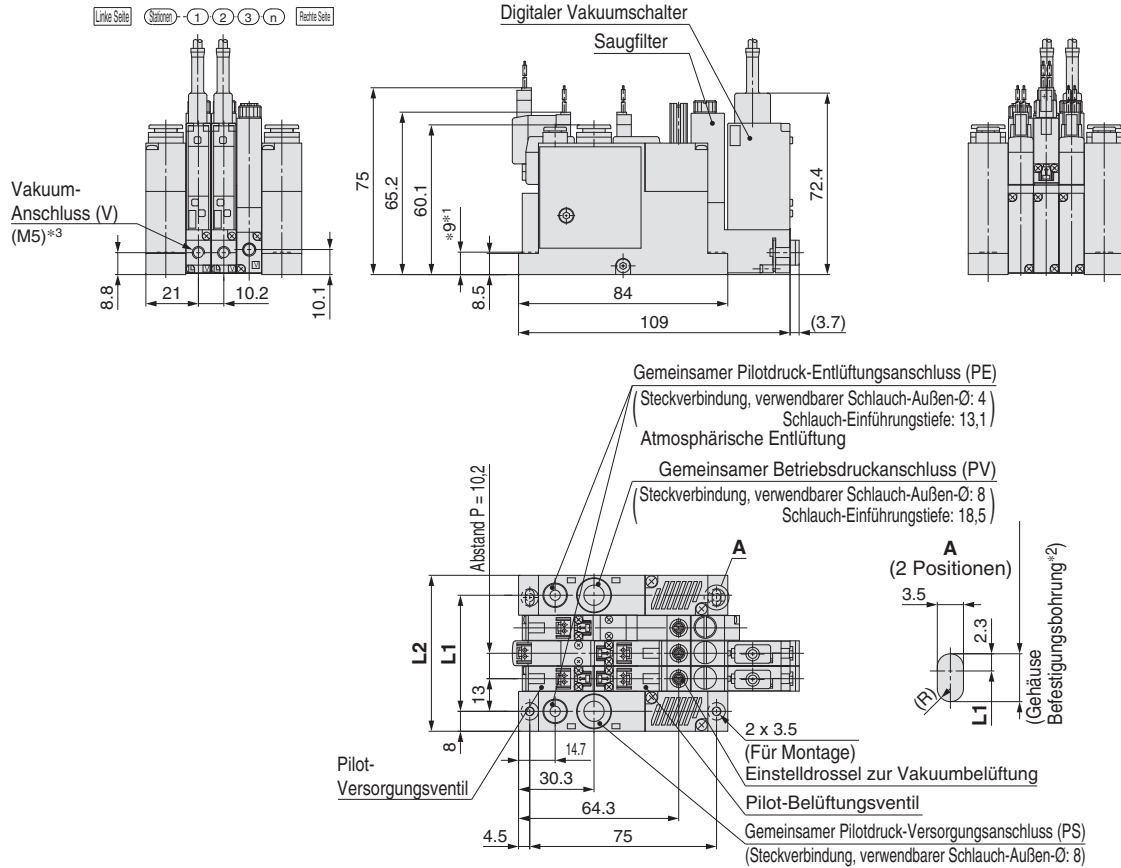 Linke Seite
Stationen
1
2
3
n
Rechte Seite
Digitaler Vakuumschalter
Saugfilter
Vakuum-
Anschluss (V)
(M5)*3
8.8
21
10.2
10.1
75
65.2
60.1
*9*1
8.5
84
109
(3.7)
72.4
Gemeinsamer Pilotdruck-Entlüftungsanschluss (PE)
(Steckverbindung, verwendbarer Schlauch-Außen-Ø: 4
Schlauch-Einführungstiefe: 13,1)
Atmosphärische Entlüftung
Gemeinsamer Betriebsdruckanschluss (PV)
(Steckverbindung, verwendbarer Schlauch-Außen-Ø: 8
Schlauch-Einführungstiefe: 18,5)
Abstand P = 10,2
A
L2
L1
13
8
A
(2 Positionen)
3.5
2.3
(R)
L1
(Gehäuse
Befestigungsbohrung*2)
2 x 3.5
(Für Montage)
Einstelldrossel zur Vakuumbelüftung
Pilot-
Versorgungsventil
14.7
30.3
64.3
4.5
75
Pilot-Belüftungsventil
Gemeinsamer Pilotdruck-Versorgungsanschluss (PS)
(Steckverbindung, verwendbarer Schlauch-Außen-Ø: 8)